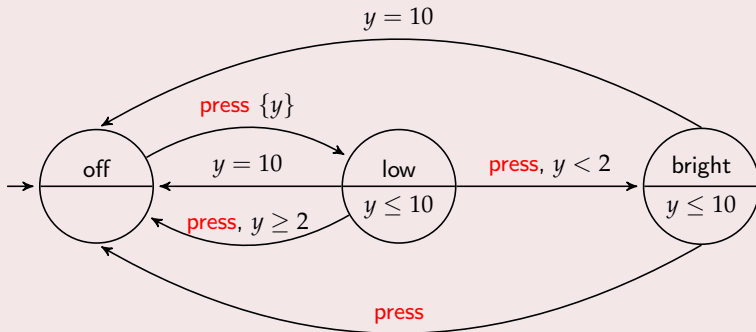 y = 10
press {y}
off
y = 10
low
press, y < 2
bright
y ≤ 10
y ≤ 10
press, y ≥ 2
press